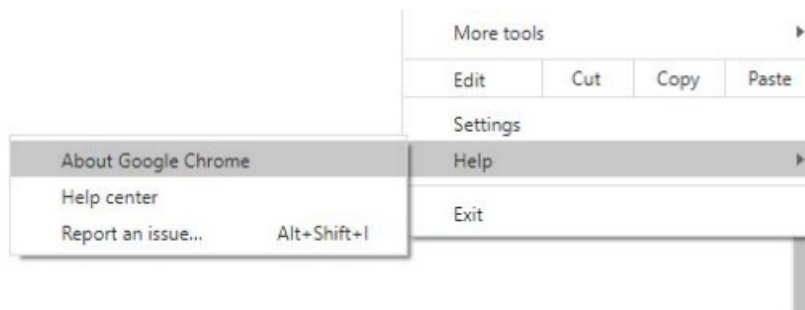 More tools
Edit Cut Copy Paste
Settings
Help
Exit
About Google Chrome
Help center
Report an issue... Alt+Shift+I